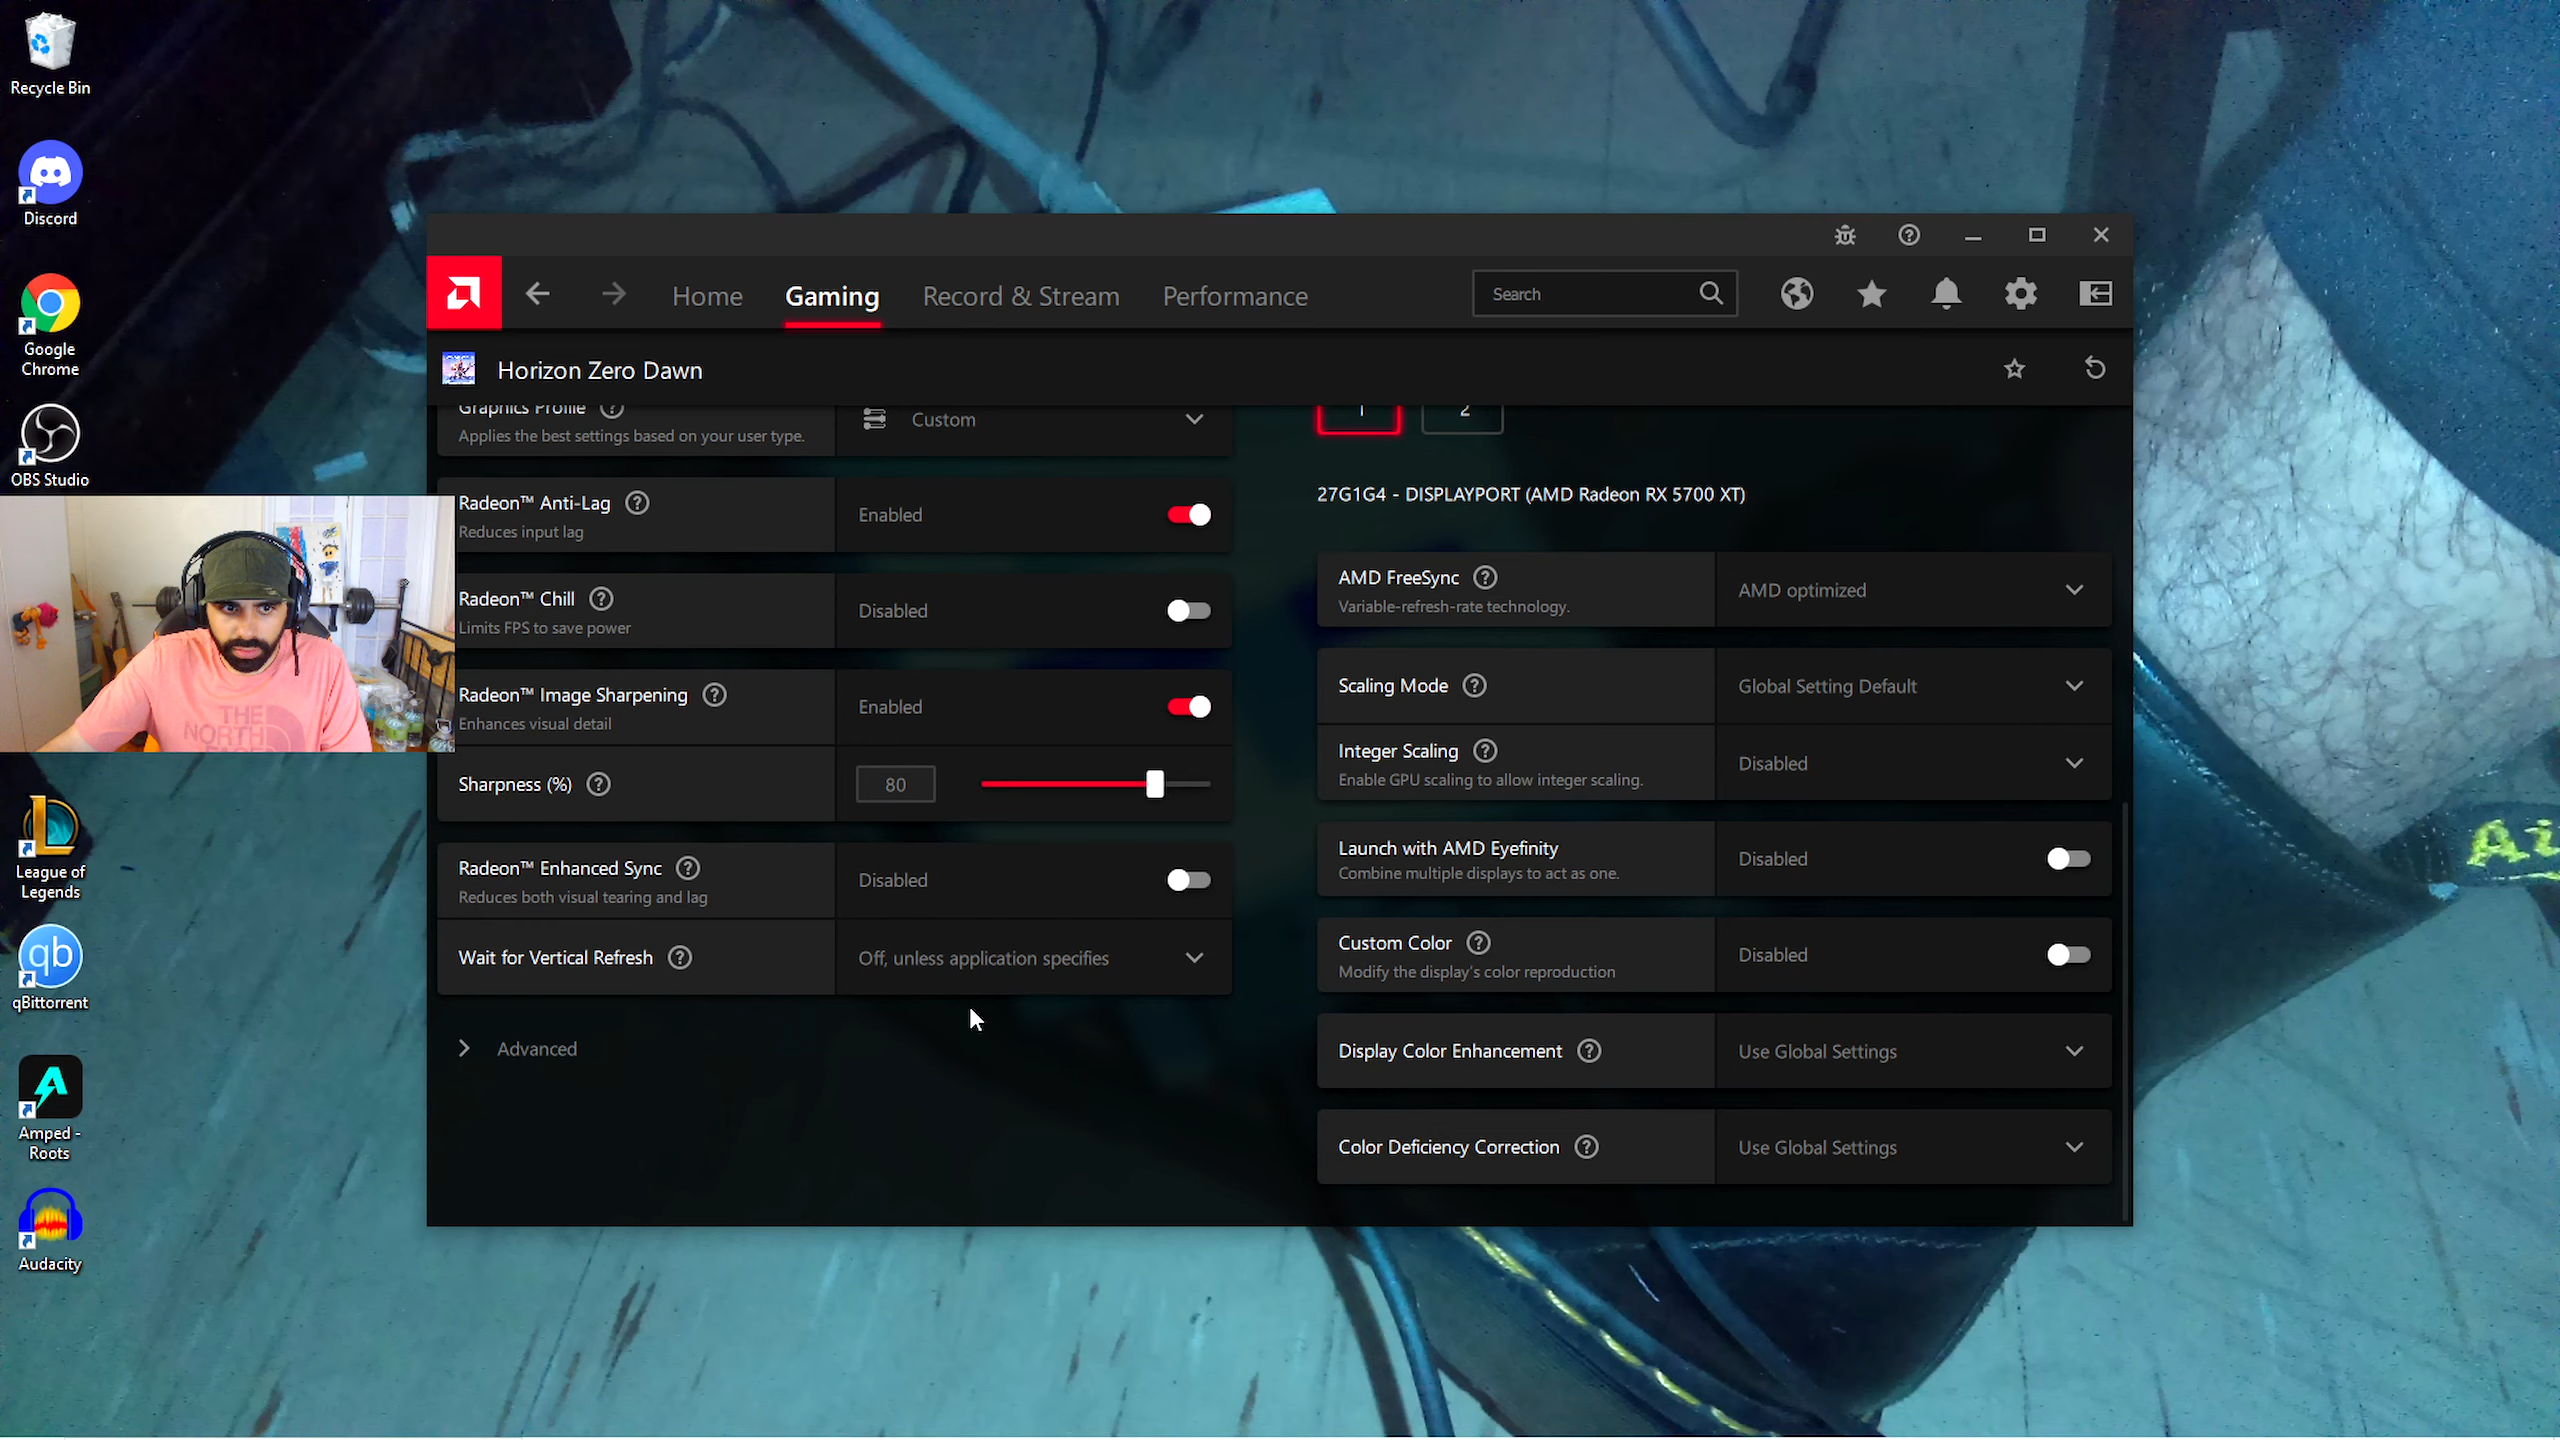 Recycle Bin
Discord
Google
Chrome
OBS Studio
League of
Legends
qb
qBittorrent
Amped -
Roots
Audacity
Home
Gaming
Record & Stream
Performance
Search
Horizon Zero Dawn
Graphics Profile
Applies the best settings based on your user type.
Custom
Radeon™ Anti-Lag
Reduces input lag
Enabled
Radeon™ Chill
Limits FPS to save power
Disabled
Radeon™ Image Sharpening
Enhances visual detail
Enabled
Sharpness (%)
80
Radeon™ Enhanced Sync
Reduces both visual tearing and lag
Disabled
Wait for Vertical Refresh
Off, unless application specifies
Advanced
1
2
27G1G4 - DISPLAYPORT (AMD Radeon RX 5700 XT)
AMD FreeSync
Variable-refresh-rate technology.
AMD optimized
Scaling Mode
Global Setting Default
Integer Scaling
Enable GPU scaling to allow integer scaling.
Disabled
Launch with AMD Eyefinity
Combine multiple displays to act as one.
Disabled
Custom Color
Modify the display's color reproduction
Disabled
Display Color Enhancement
Use Global Settings
Color Deficiency Correction
Use Global Settings
THE
NORTH
FACE
Ai